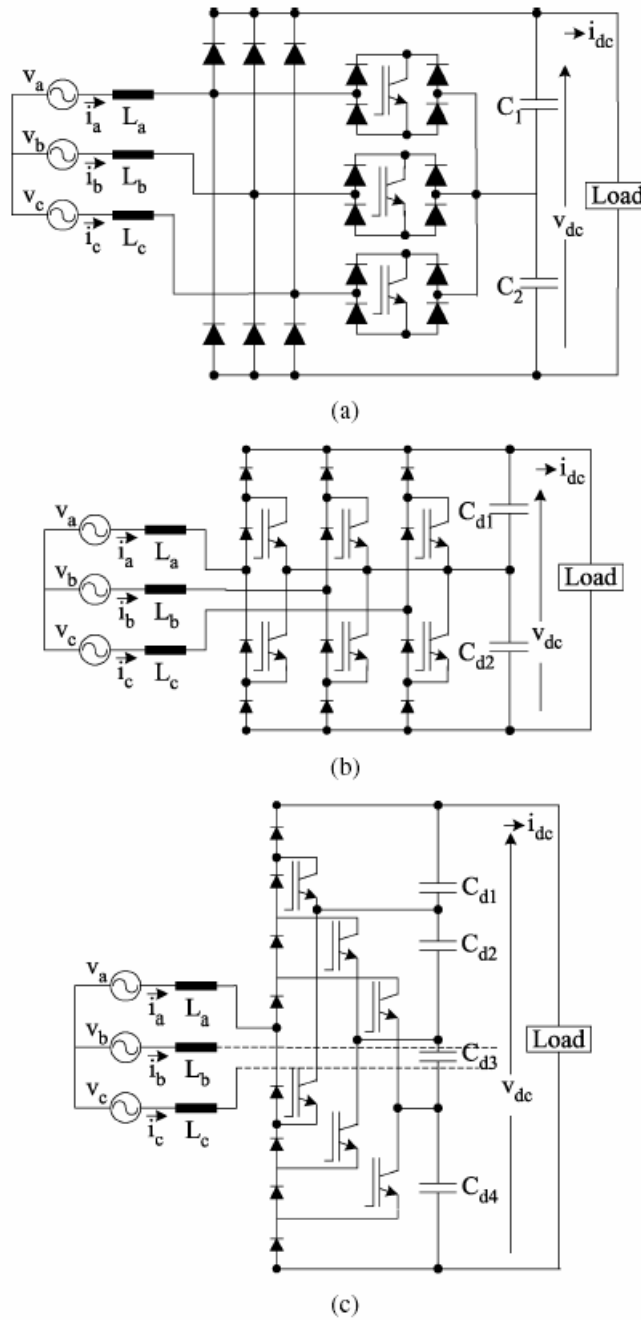 i_dc
v_a
i_a L_a
C_1
v_b
i_b L_b
Load
v_dc
v_c
i_c L_c
C_2
(a)
i_dc
v_a
C_d1
i_a L_a
v_b
Load
i_b L_b
v_c
C_d2 v_dc
i_c L_c
(b)
i_dc
C_d1
C_d2
v_a
i_a L_a
v_b
Load
i_b L_b
C_d3
v_c
v_dc
i_c L_c
C_d4
(c)